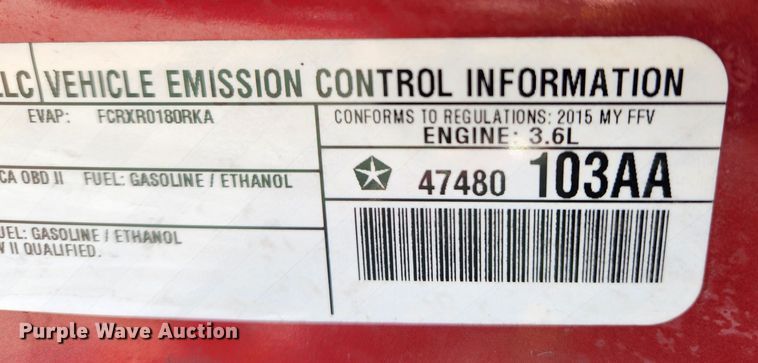 LLC VEHICLE EMISSION CONTROL INFORMATION
EVAP: FCRXR0180RKA
CONFORMS TO REGULATIONS: 2015 MY FFV
ENGINE: 3.6L
CA OBD II FUEL: GASOLINE / ETHANOL
47480 103AA
UEL: GASOLINE / ETHANOL
II QUALIFIED.
Purple Wave Auction